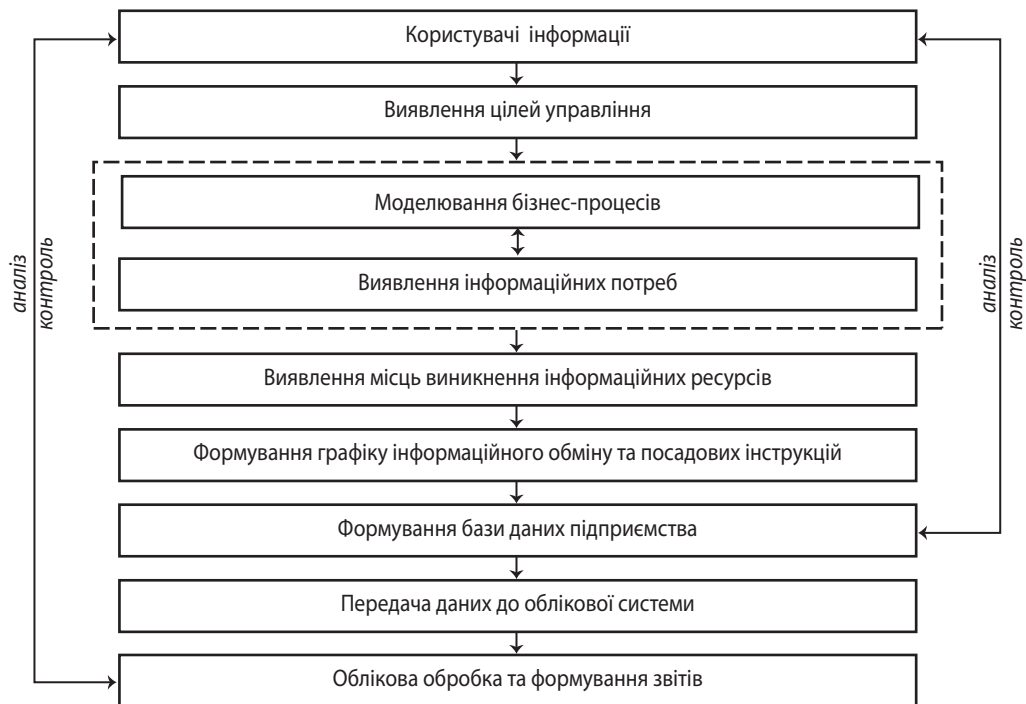 Користувачі інформації
Виявлення цілей управління
Моделювання бізнес-процесів
Виявлення інформаційних потреб
Виявлення місць виникнення інформаційних ресурсів
Формування графіку інформаційного обміну та посадових інструкцій
Формування бази даних підприємства
Передача даних до облікової системи
Облікова обробка та формування звітів
аналіз
контроль
аналіз
контроль